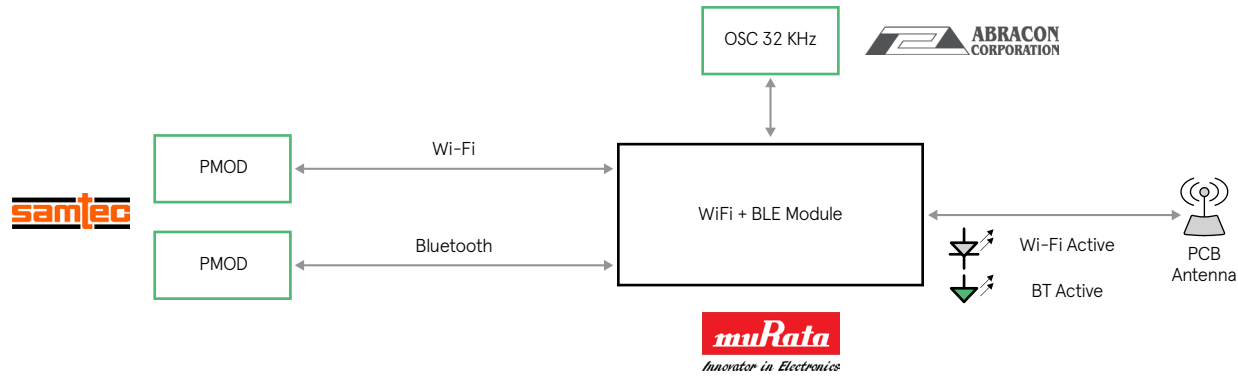 OSC 32 KHz
ABRACON
CORPORATION
PMOD
Wi-Fi
samtec
WiFi + BLE Module
PMOD
Bluetooth
Wi-Fi Active
BT Active
PCB
Antenna
muRata
Innovator in Electronics